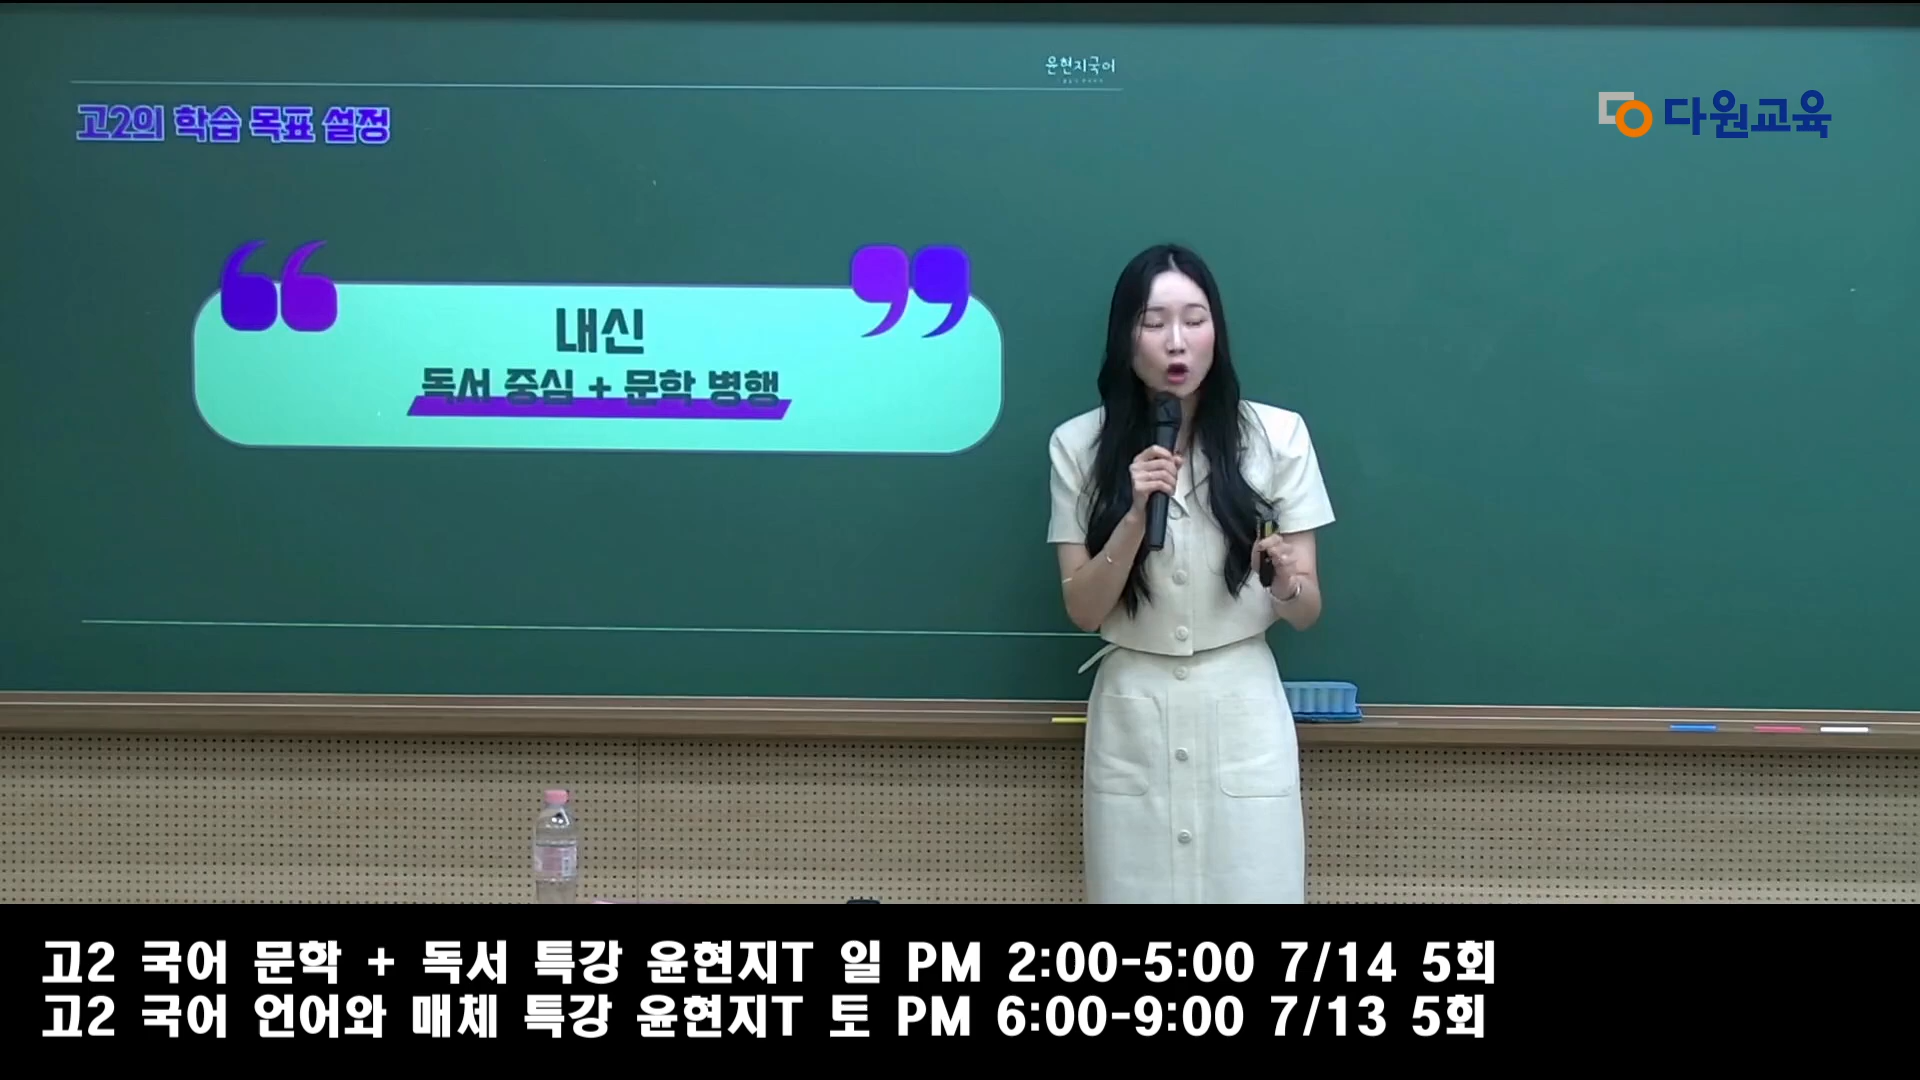 윤현지국어
다원교육
고2의 학습 목표 설정
내신
독서 중심 + 문학 병행
고2 국어 문학 + 독서 특강 윤현지T 일 PM 2:00-5:00 7/14 5회
고2 국어 언어와 매체 특강 윤현지T 토 PM 6:00-9:00 7/13 5회